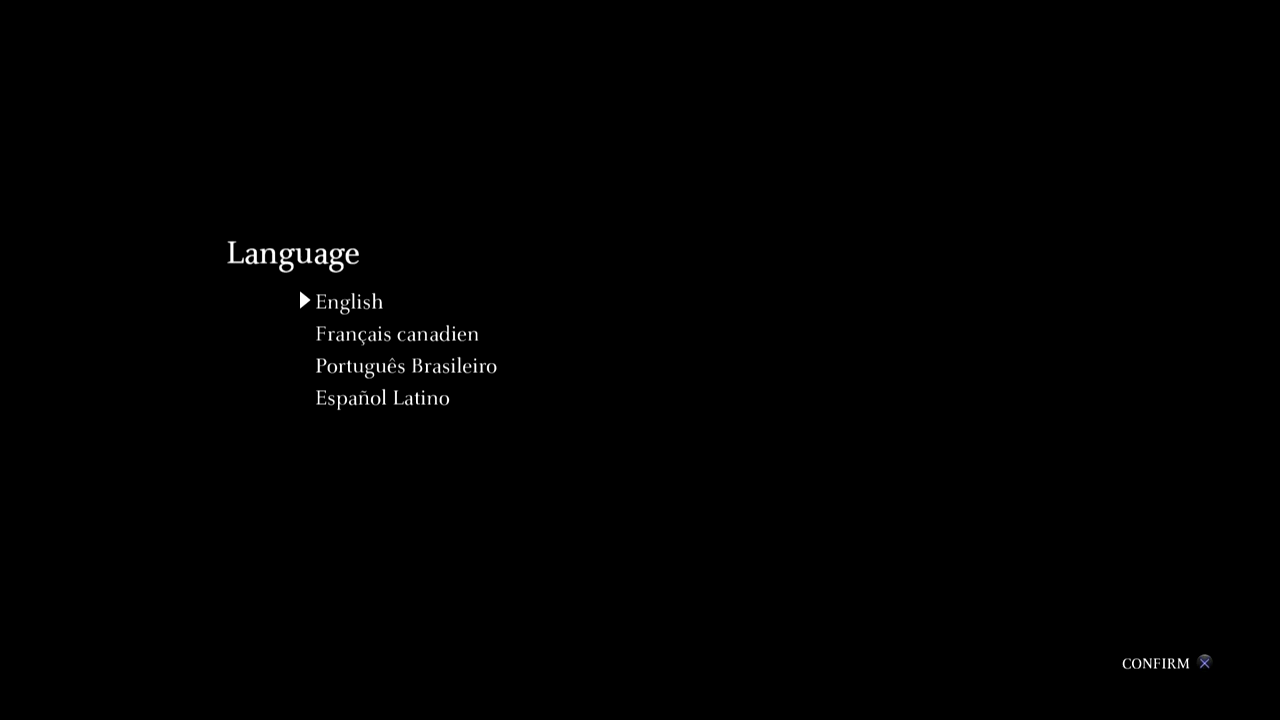 Language
English
Français canadien
Português Brasileiro
Español Latino
CONFIRM